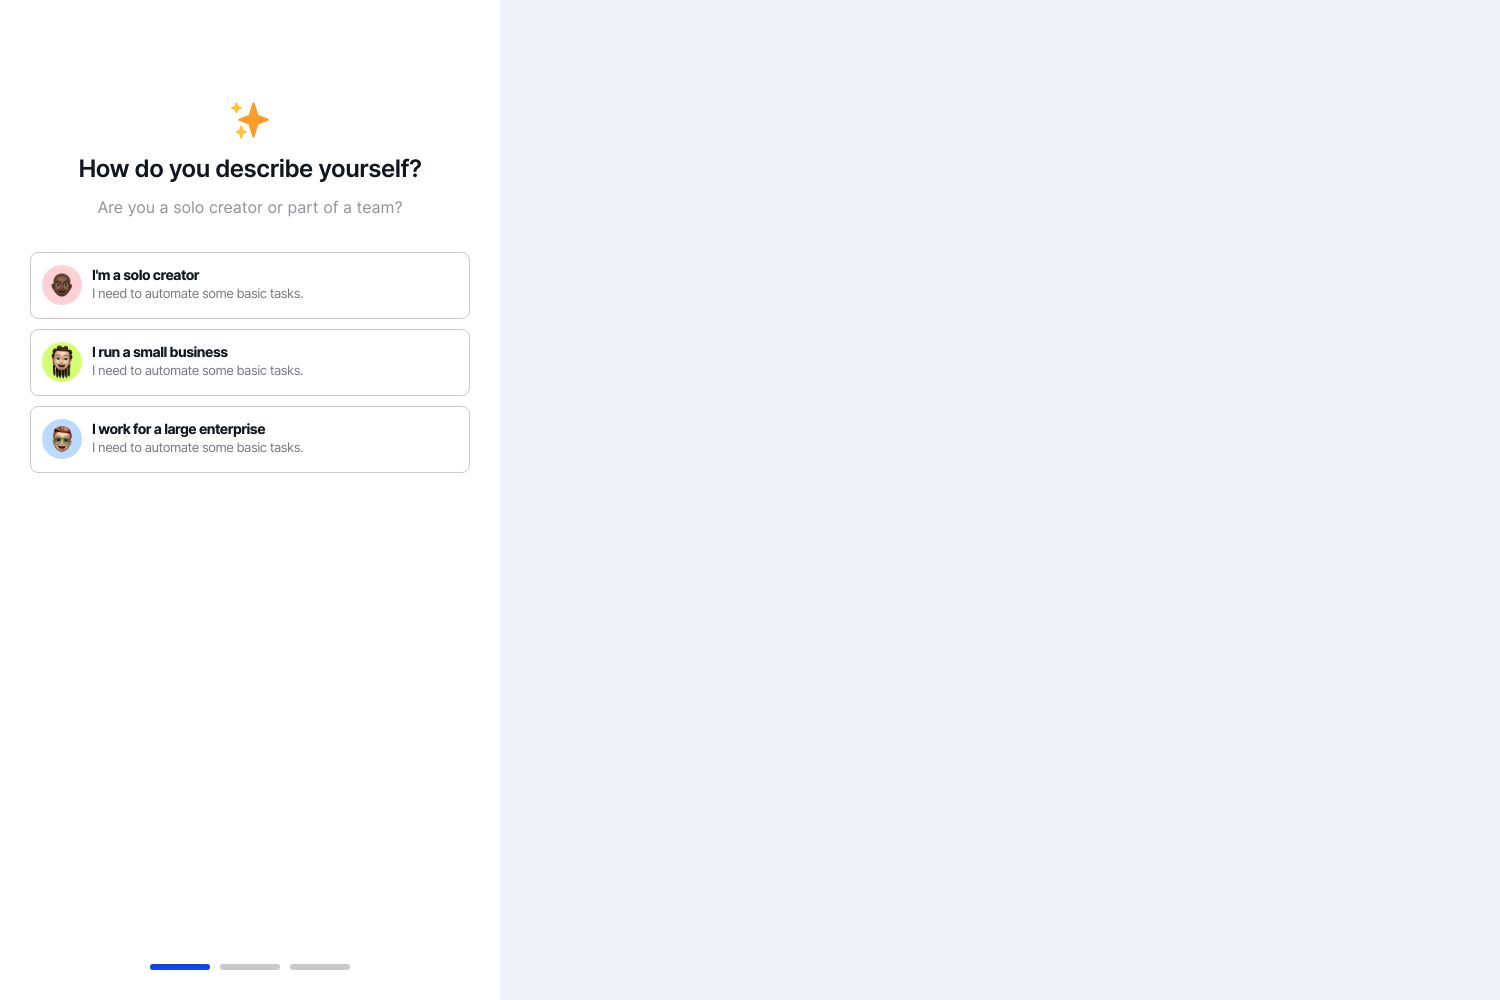 How do you describe yourself?
Are you a solo creator or part of a team?
I'm a solo creator
I need to automate some basic tasks.
I run a small business
I need to automate some basic tasks.
I work for a large enterprise
I need to automate some basic tasks.